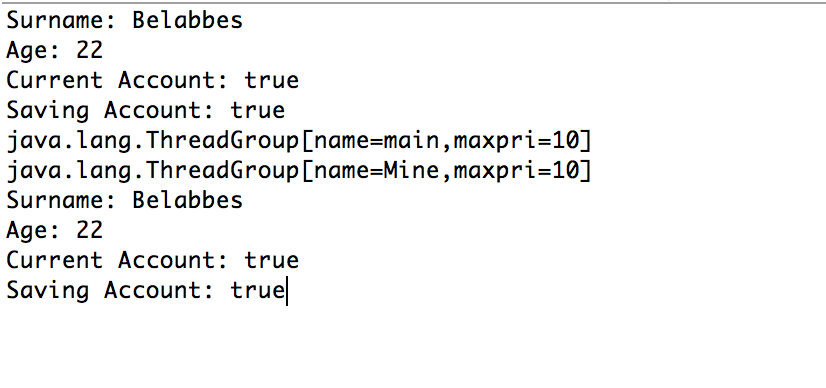 Surname: Belabbes
Age: 22
Current Account: true
Saving Account: true
java.lang.ThreadGroup[name=main,maxpri=10]
java.lang.ThreadGroup[name=Mine,maxpri=10]
Surname: Belabbes
Age: 22
Current Account: true
Saving Account: true